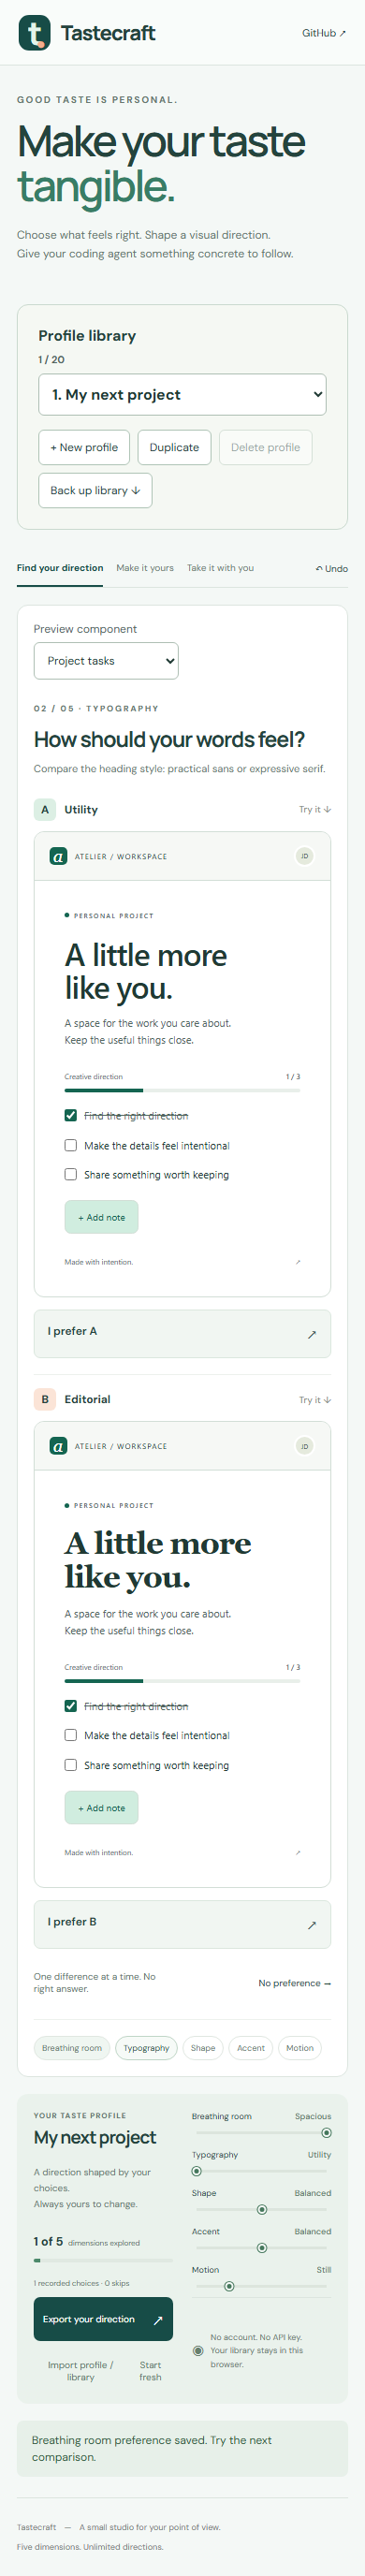 t Tastecraft
GitHub ↗
GOOD TASTE IS PERSONAL.
Make your taste
tangible.
Choose what feels right. Shape a visual direction.
Give your coding agent something concrete to follow.
Profile library
1 / 20
1. My next project
+ New profile
Duplicate
Delete profile
Back up library ↓
Find your direction
Make it yours
Take it with you
↶ Undo
Preview component
Project tasks
02 / 05 · TYPOGRAPHY
How should your words feel?
Compare the heading style: practical sans or expressive serif.
A Utility
Try it ↓
a ATELIER / WORKSPACE
JD
PERSONAL PROJECT
A little more
like you.
A space for the work you care about.
Keep the useful things close.
Creative direction
1 / 3
Find the right direction
Make the details feel intentional
Share something worth keeping
+ Add note
Made with intention.
↗
I prefer A
↗
B Editorial
Try it ↓
a ATELIER / WORKSPACE
JD
PERSONAL PROJECT
A little more
like you.
A space for the work you care about.
Keep the useful things close.
Creative direction
1 / 3
Find the right direction
Make the details feel intentional
Share something worth keeping
+ Add note
Made with intention.
↗
I prefer B
↗
One difference at a time. No
right answer.
No preference →
Breathing room
Typography
Shape
Accent
Motion
YOUR TASTE PROFILE
My next project
A direction shaped by your
choices.
Always yours to change.
1 of 5 dimensions explored
1 recorded choices · 0 skips
Export your direction ↗
Import profile /
library
Start
fresh
Breathing room
Spacious
Typography
Utility
Shape
Balanced
Accent
Balanced
Motion
Still
No account. No API key.
Your library stays in this
browser.
Breathing room preference saved. Try the next
comparison.
Tastecraft — A small studio for your point of view.
Five dimensions. Unlimited directions.